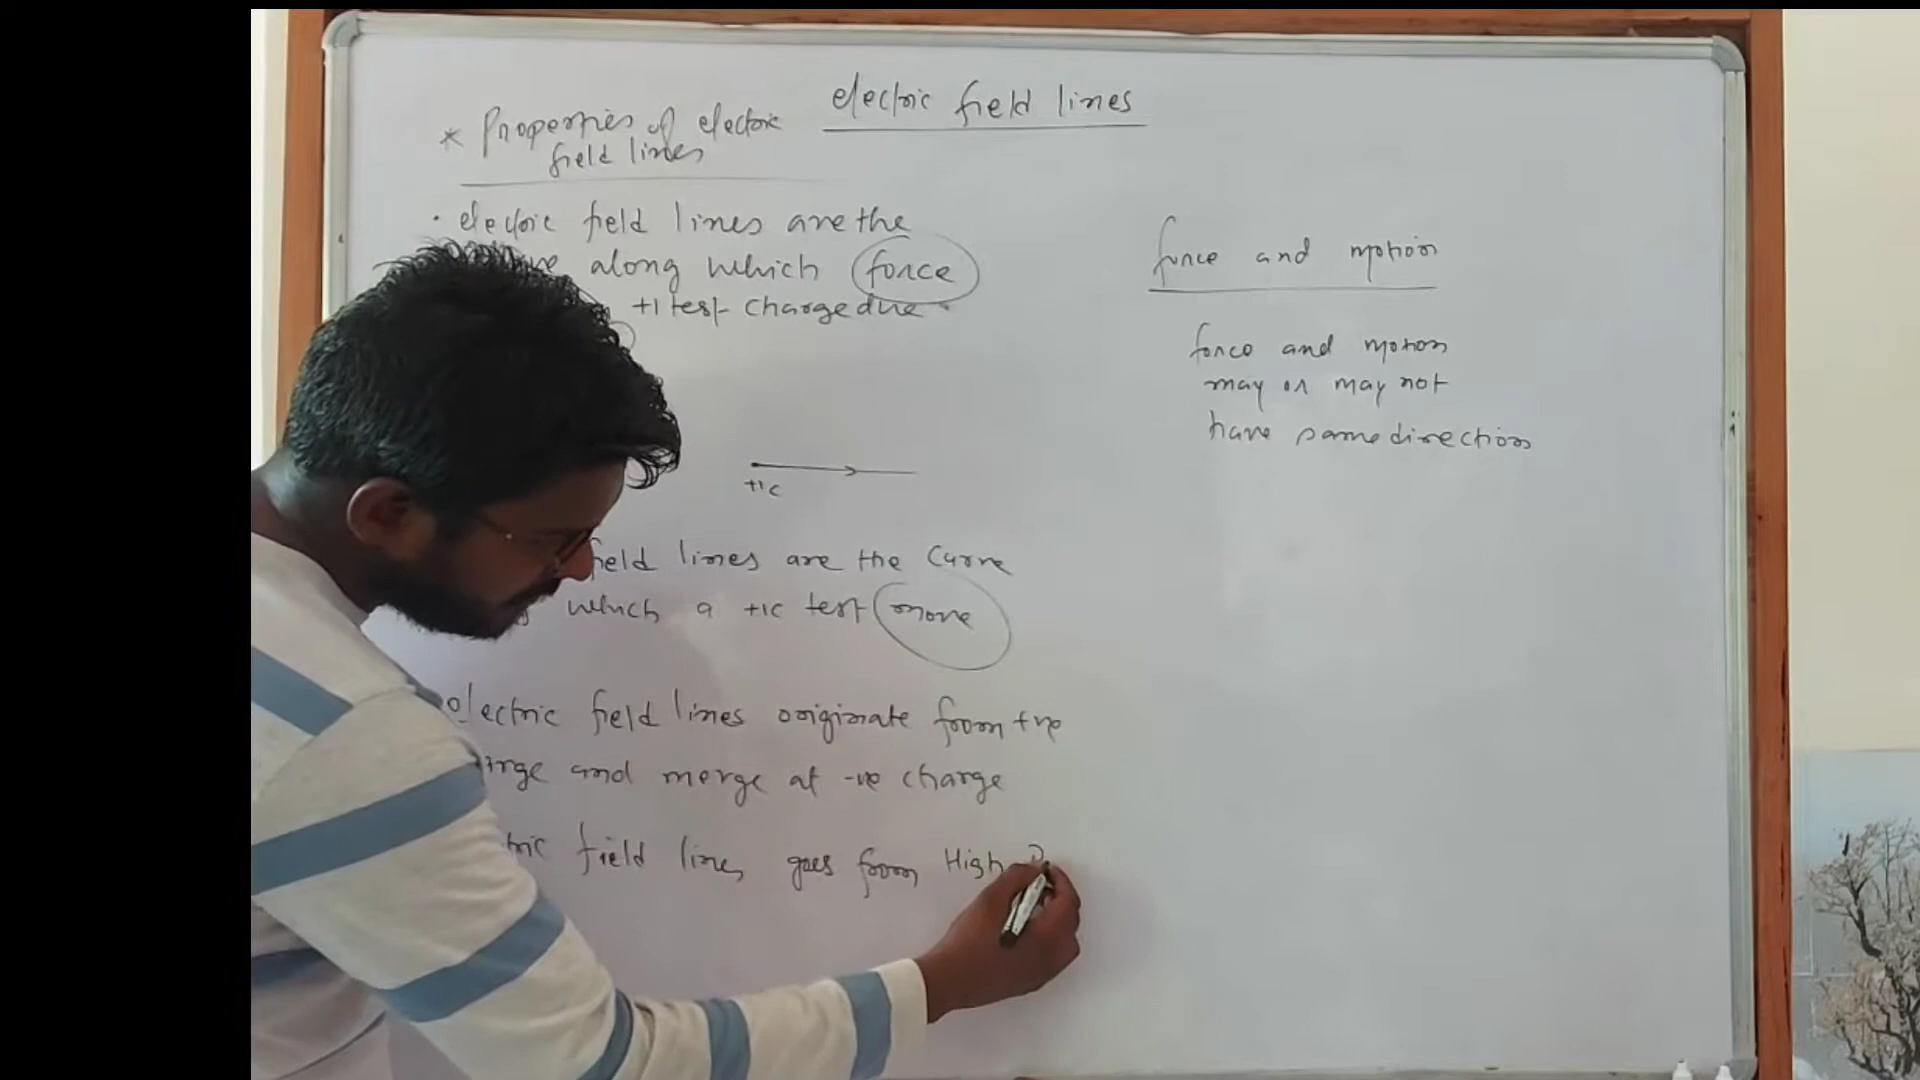 electric field lines
* Properties of electric
field lines
• electric field lines are the
along which force
+1 test charge due
+1c
field lines are the curve
which a +1c test move
electric field lines originate from +ve
and merge at -ve charge
field lines goes from High
force and motion
force and motion
may or may not
have same direction